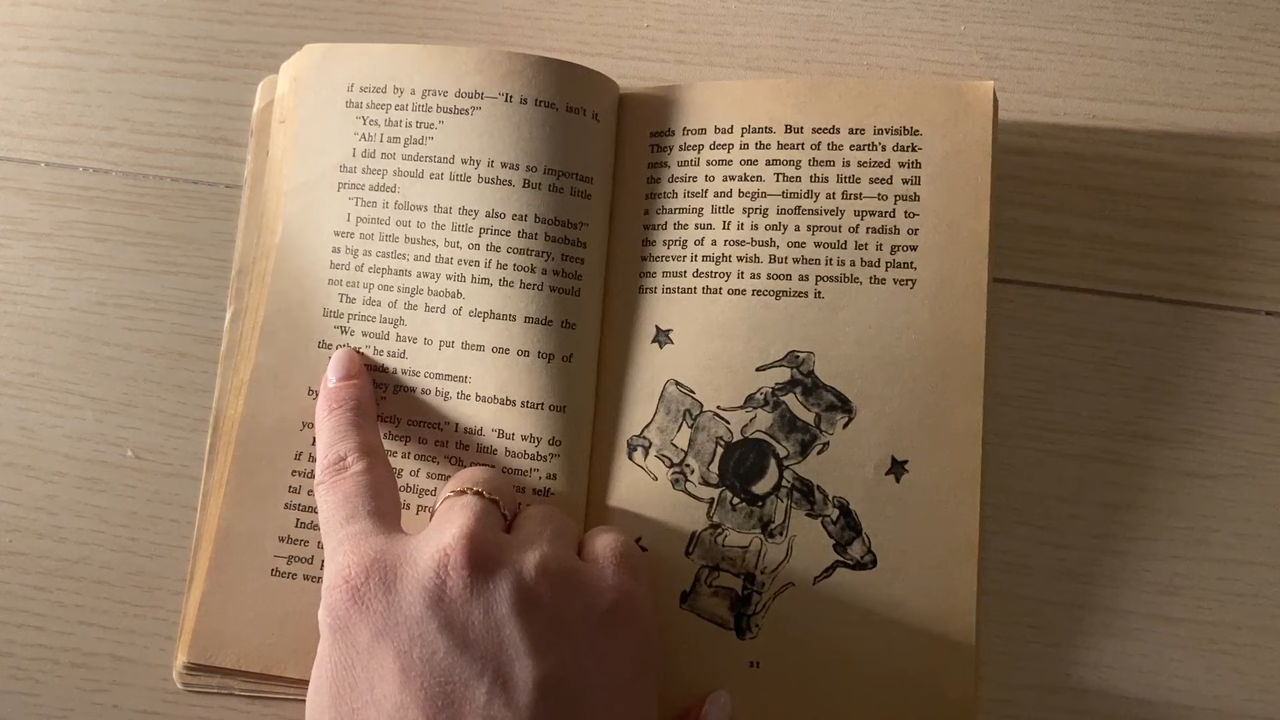 if seized by a grave doubt—“It is true, isn’t it,
that sheep eat little bushes?”
“Yes, that is true.”
“Ah! I am glad!”
I did not understand why it was so important
that sheep should eat little bushes. But the little
prince added:
“Then it follows that they also eat baobabs?”
I pointed out to the little prince that baobabs
were not little bushes, but, on the contrary, trees
as big as castles; and that even if he took a whole
herd of elephants away with him, the herd would
not eat up one single baobab.
The idea of the herd of elephants made the
little prince laugh.
“We would have to put them one on top of
the other,” he said.
made a wise comment:
they grow so big, the baobabs start out
by
strictly correct,” I said. “But why do
sheep to eat the little baobabs?”
me at once, “Oh, come, come!”, as
if of
obliged
where
—good
there were
seeds from bad plants. But seeds are invisible.
They sleep deep in the heart of the earth’s dark-
ness, until some one among them is seized with
the desire to awaken. Then this little seed will
stretch itself and begin—timidly at first—to push
a charming little sprig inoffensively upward to-
ward the sun. If it is only a sprout of radish or
the sprig of a rose-bush, one would let it grow
wherever it might wish. But when it is a bad plant,
one must destroy it as soon as possible, the very
first instant that one recognizes it.
21